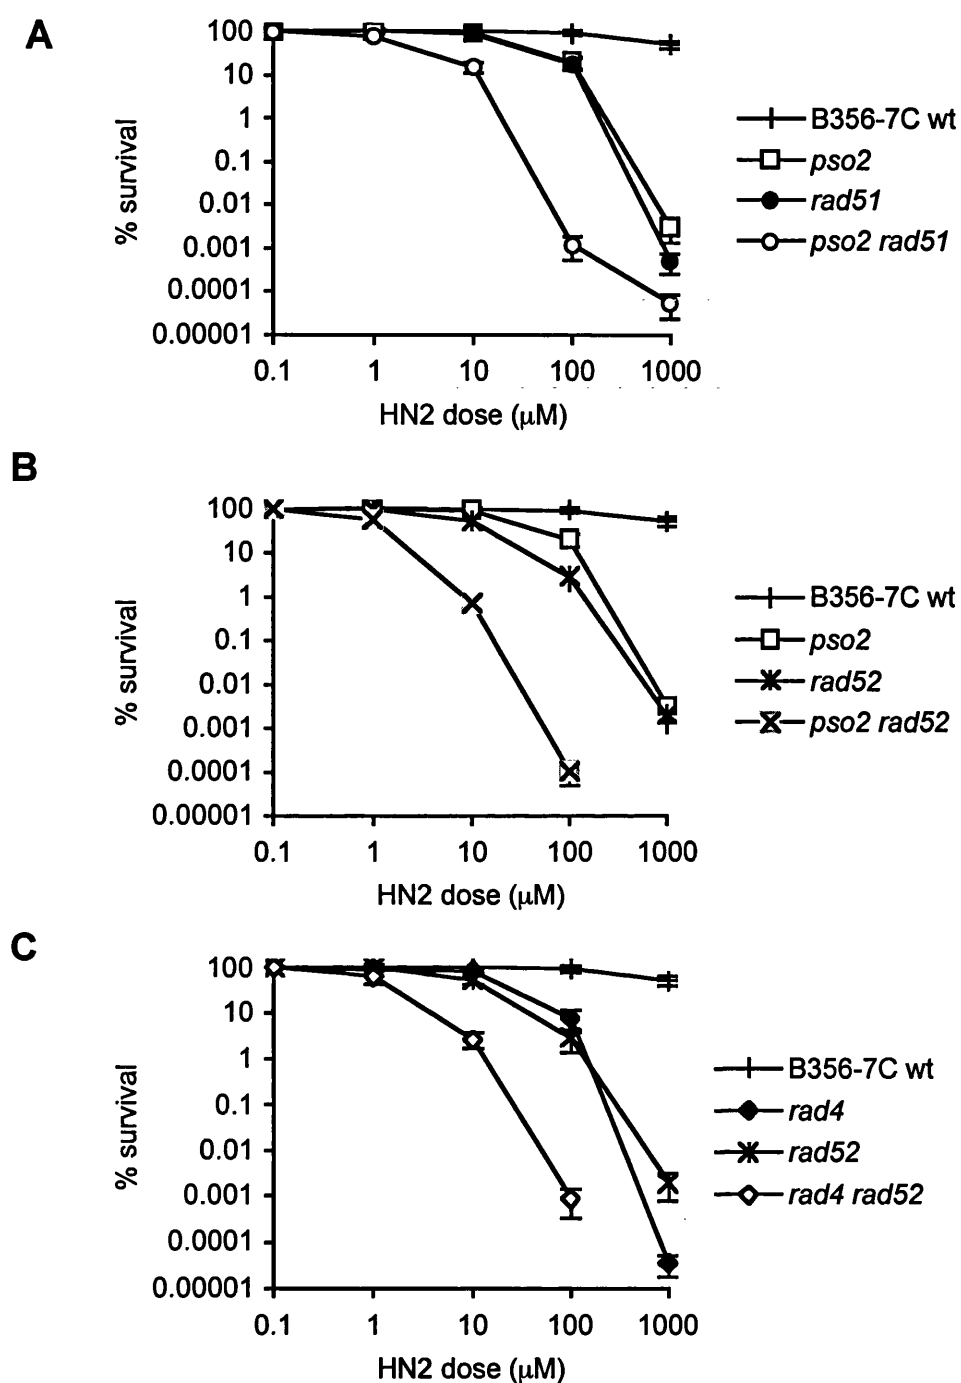 A
100
10
1
0.1
0.01
0.001
0.0001
0.00001
% survival
0.1 1 10 100 1000
HN2 dose (μM)
B356-7C wt
pso2
rad51
pso2 rad51
B
100
10
1
0.1
0.01
0.001
0.0001
0.00001
% survival
0.1 1 10 100 1000
HN2 dose (μM)
B356-7C wt
pso2
rad52
pso2 rad52
C
100
10
1
0.1
0.01
0.001
0.0001
0.00001
% survival
0.1 1 10 100 1000
HN2 dose (μM)
B356-7C wt
rad4
rad52
rad4 rad52